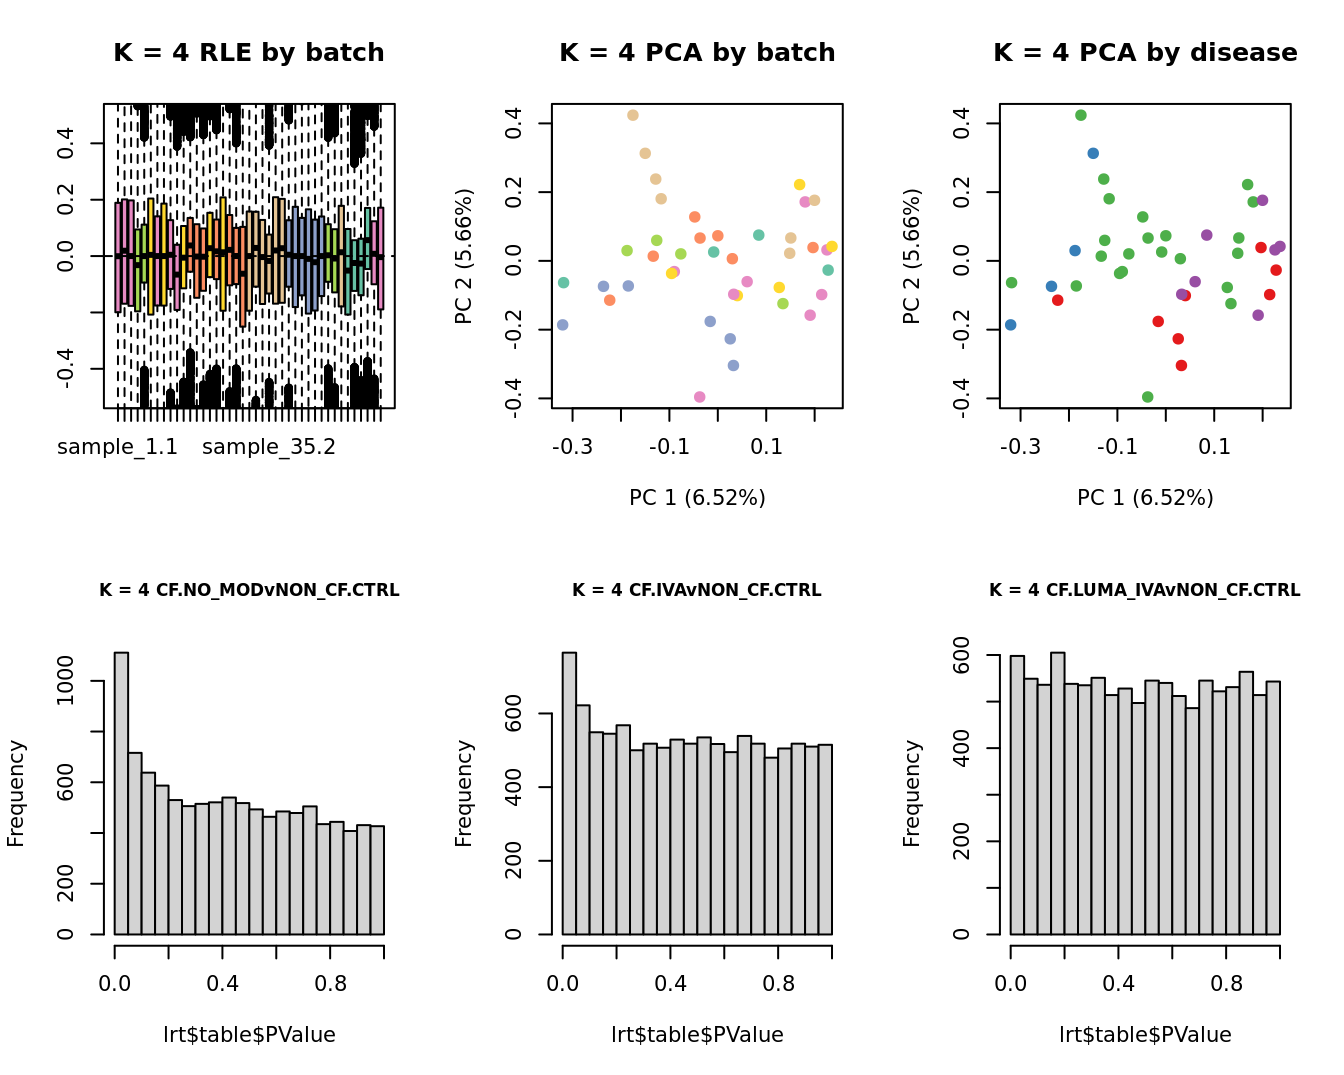 K = 4 RLE by batch
0.4
0.2
0.0
-0.4
sample_1.1 sample_35.2
K = 4 PCA by batch
PC 2 (5.66%)
0.4
0.2
0.0
-0.2
-0.4
-0.3 -0.1 0.1
PC 1 (6.52%)
K = 4 PCA by disease
PC 2 (5.66%)
0.4
0.2
0.0
-0.2
-0.4
-0.3 -0.1 0.1
PC 1 (6.52%)
K = 4 CF.NO_MODvNON_CF.CTRL
Frequency
1000
600
200
0
0.0 0.4 0.8
lrt$table$PValue
K = 4 CF.IVAvNON_CF.CTRL
Frequency
600
400
200
0
0.0 0.4 0.8
lrt$table$PValue
K = 4 CF.LUMA_IVAvNON_CF.CTRL
Frequency
600
400
200
0
0.0 0.4 0.8
lrt$table$PValue